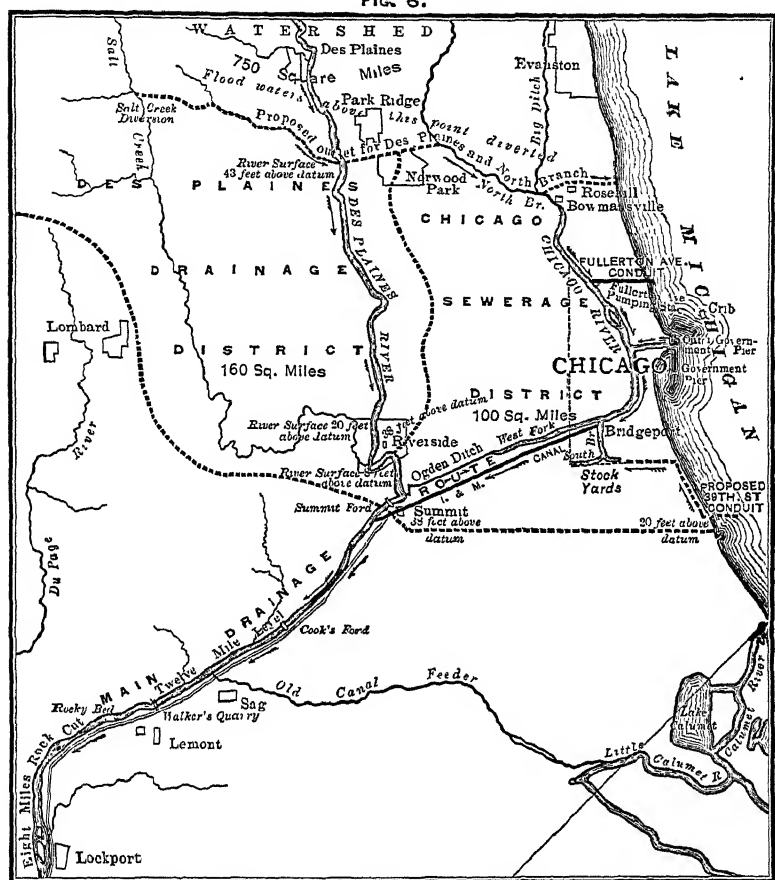 FIG. 6.
WATERSHED
Salt
Des Plaines
750 Square Miles
Flood waters above this point diverted
Evanston
Big Ditch
LAKE MICHIGAN
Salt Creek
Diversion
Creek
Park Ridge
Proposed outlet for Des Plaines and North Branch
River Surface
43 feet above datum
Norwood
Park
North Br.
Rosehill
Bowmansville
DES PLAINES
DRAINAGE
DISTRICT
160 Sq. Miles
DES PLAINES
RIVER
CHICAGO
SEWERAGE
DISTRICT
100 Sq. Miles
CHICAGO
RIVER
FULLERTON AVE.
CONDUIT
Crib
Government
Pier
CHICAGO
Lombard
River Surface 20 feet
above datum
Riverside
River Surface
above datum
Ogden Ditch
West Fork
ROUTE
I. & M. CANAL
Bridgeport
South Br.
Stock
Yards
PROPOSED
39TH. ST
CONDUIT
Summit Ford
Summit
feet above
datum
20 feet above
datum
River
Du Page
MAIN DRAINAGE
Twelve Mile Level
Cook's Ford
Old Canal Feeder
Rocky Bed
Walker's Quarry
Sag
Lemont
Eight Miles Rock Cut
Lockport
Lake
Calumet
Calumet River
Little Calumet R